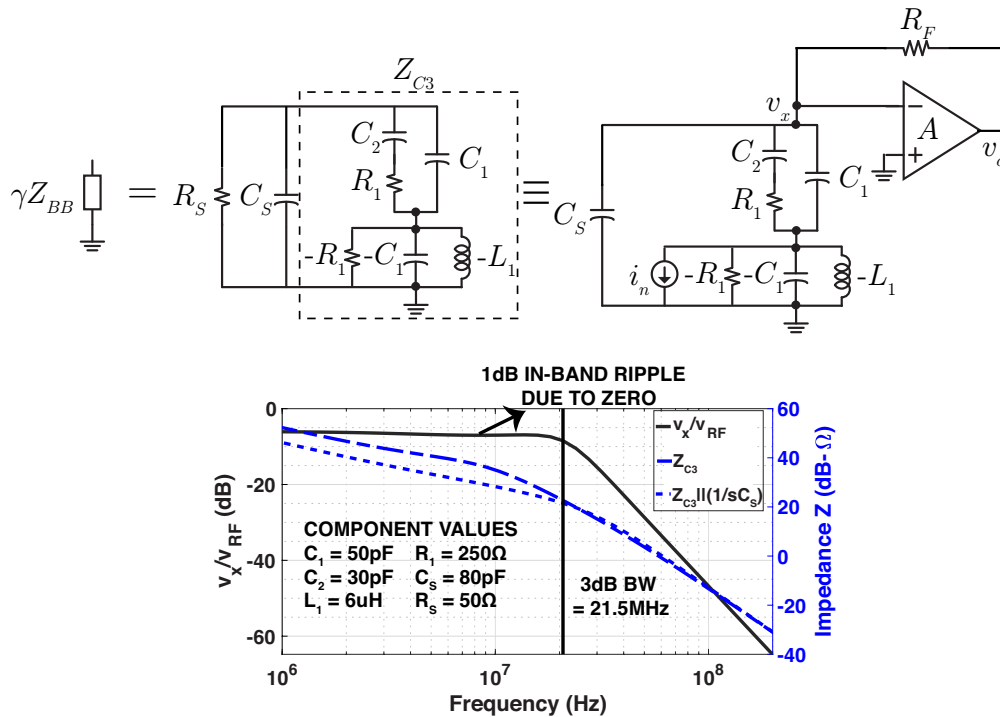 Z_C3
R_F
v_x
A
v_o
γZ_BB = R_S C_S C_2 R_1 C_1 -R_1 -C_1 -L_1
≡ C_S C_2 R_1 C_1 i_n -R_1 -C_1 -L_1
1dB IN-BAND RIPPLE
DUE TO ZERO
v_x/v_RF (dB)
0
-20
-40
-60
v_x/v_RF
Z_C3
Z_C3||(1/sC_S)
COMPONENT VALUES
C_1 = 50pF R_1 = 250Ω
C_2 = 30pF C_S = 80pF
L_1 = 6uH R_S = 50Ω
3dB BW
= 21.5MHz
60
40
20
0
-20
-40
Impedance Z (dB-Ω)
10^6 10^7 10^8
Frequency (Hz)